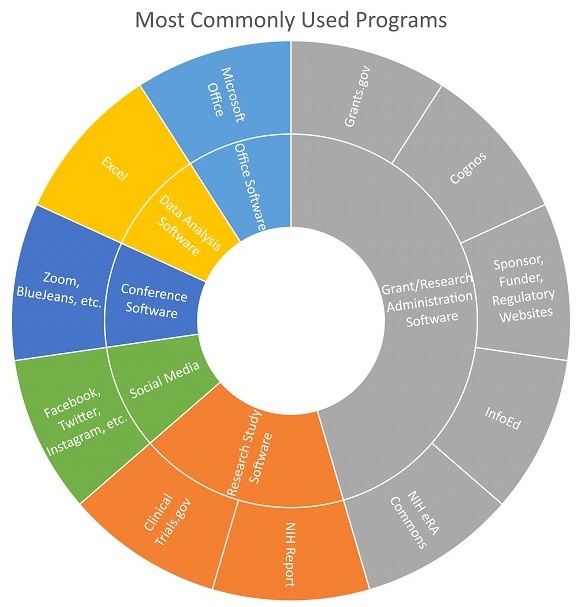 Most Commonly Used Programs
Microsoft
Office
Grants.gov
Cognos
Sponsor,
Funder,
Regulatory
Websites
InfoEd
NIH eRA
Commons
NIH Report
Clinical
Trials.gov
Facebook,
Twitter,
Instagram, etc.
Zoom,
BlueJeans, etc.
Excel
Office Software
Grant/Research
Administration
Software
Research Study
Software
Social Media
Conference
Software
Data Analysis
Software